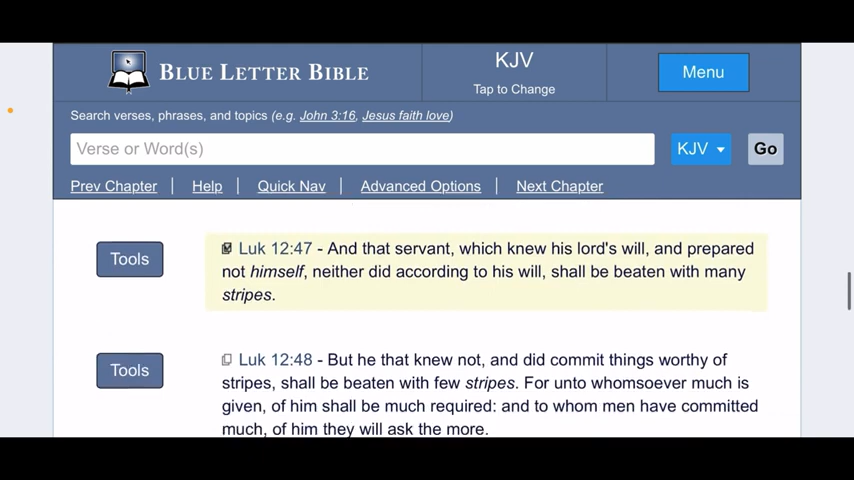 BLUE LETTER BIBLE
KJV
Tap to Change
Menu
Search verses, phrases, and topics (e.g. John 3:16, Jesus faith love)
Verse or Word(s)
KJV
Go
Prev Chapter | Help | Quick Nav | Advanced Options | Next Chapter
Tools
Luk 12:47 - And that servant, which knew his lord's will, and prepared
not himself, neither did according to his will, shall be beaten with many
stripes.
Tools
Luk 12:48 - But he that knew not, and did commit things worthy of
stripes, shall be beaten with few stripes. For unto whomsoever much is
given, of him shall be much required: and to whom men have committed
much, of him they will ask the more.